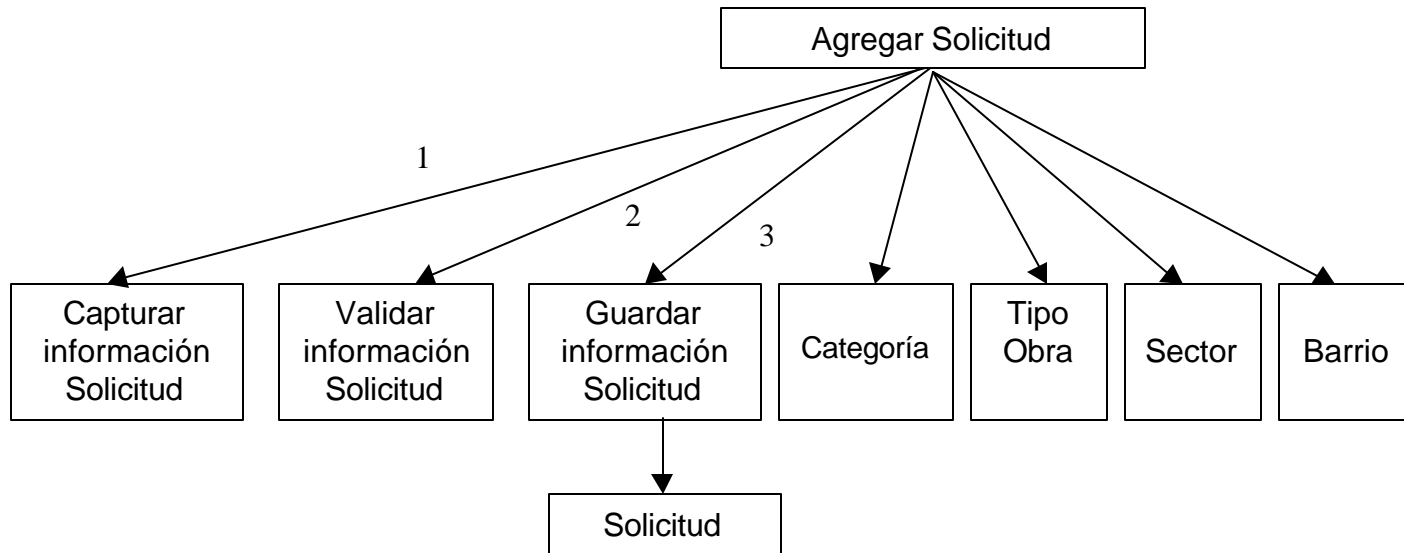 Agregar Solicitud
1
2
3
Capturar
información
Solicitud
Validar
información
Solicitud
Guardar
información
Solicitud
Categoría
Tipo
Obra
Sector
Barrio
Solicitud